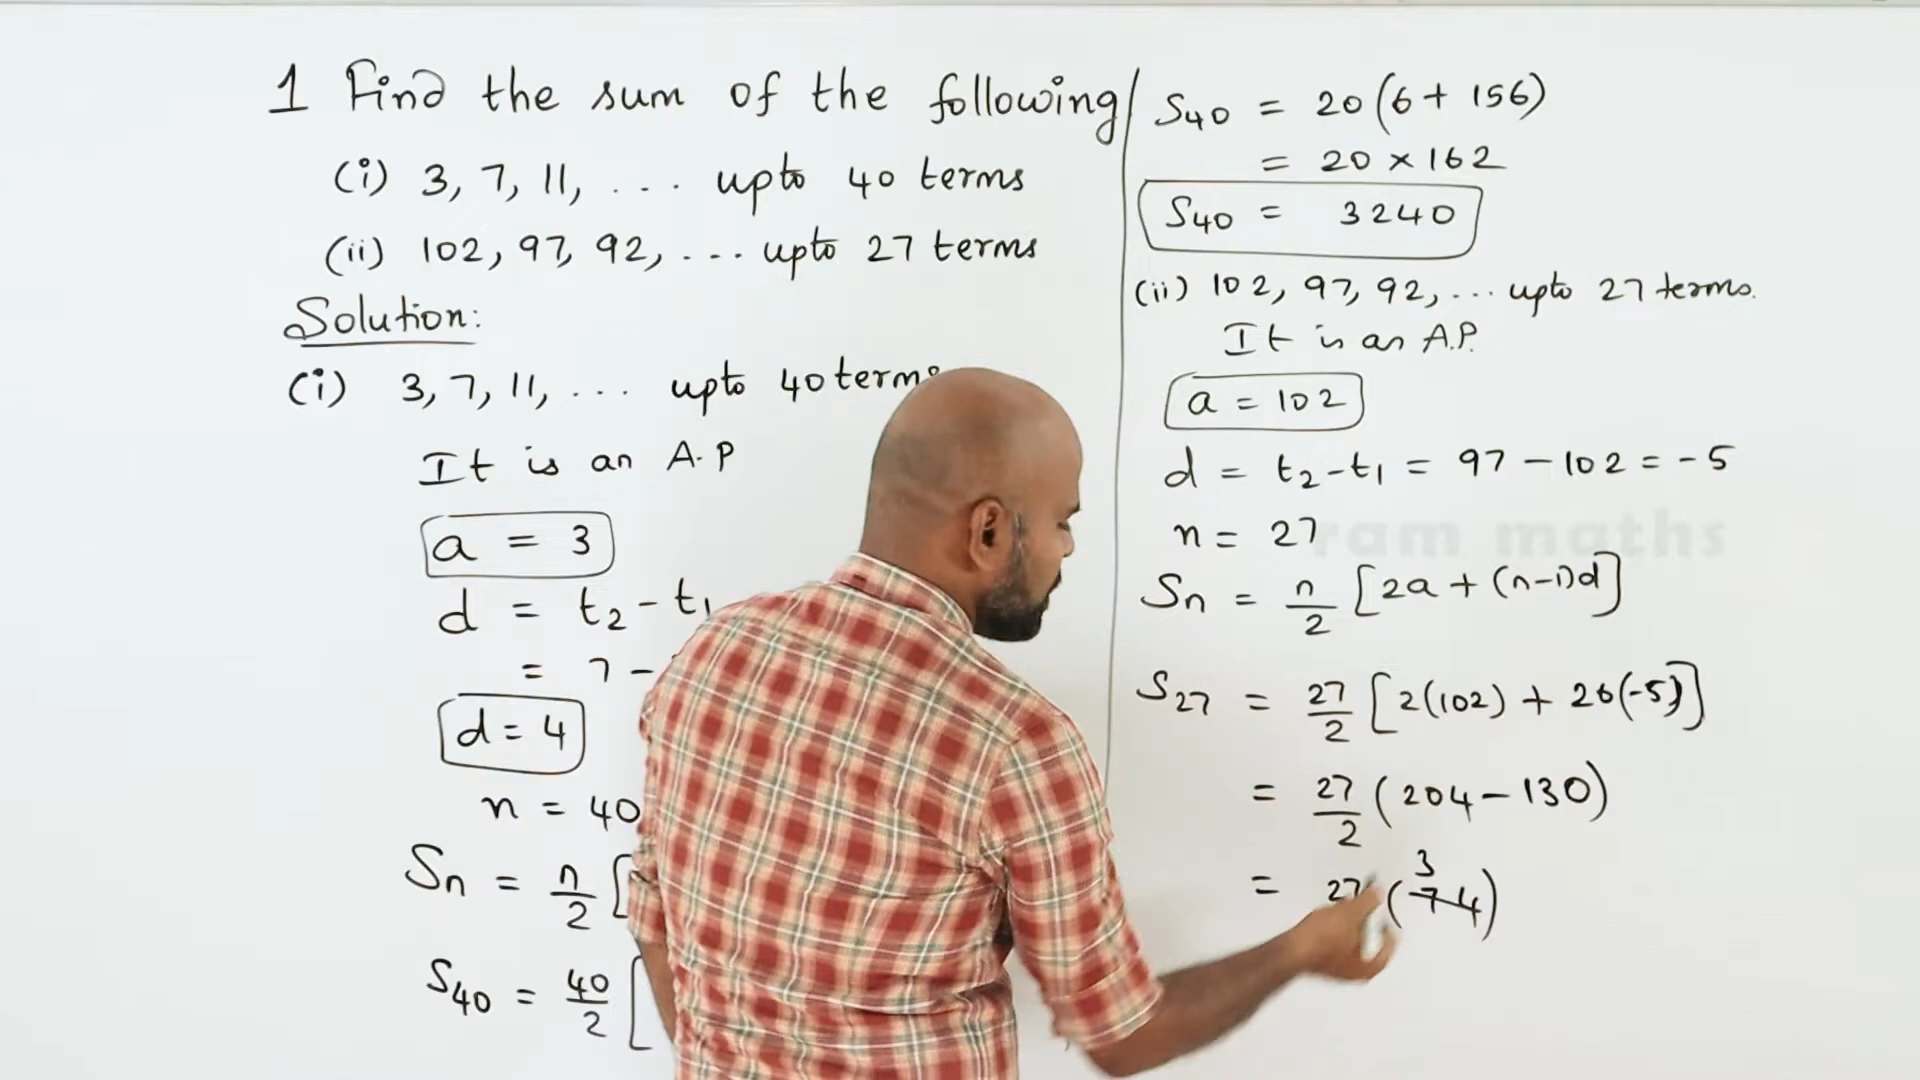 1 Find the sum of the following
(i) 3, 7, 11, ... upto 40 terms
(ii) 102, 97, 92, ... upto 27 terms
Solution:
(i) 3, 7, 11, ... upto 40 terms
It is an A.P
a = 3
d = t₂ - t₁
= 7 -
d = 4
n = 40
Sₙ = n/2 [
S₄₀ = 40/2 [
S₄₀ = 20 (6 + 156)
= 20 × 162
S₄₀ = 3240
(ii) 102, 97, 92, ... upto 27 terms.
It is an A.P.
a = 102
d = t₂ - t₁ = 97 - 102 = -5
n = 27
ram maths
Sₙ = n/2 [2a + (n-1)d]
S₂₇ = 27/2 [2(102) + 26(-5)]
= 27/2 (204 - 130)
= 27 (74) 3